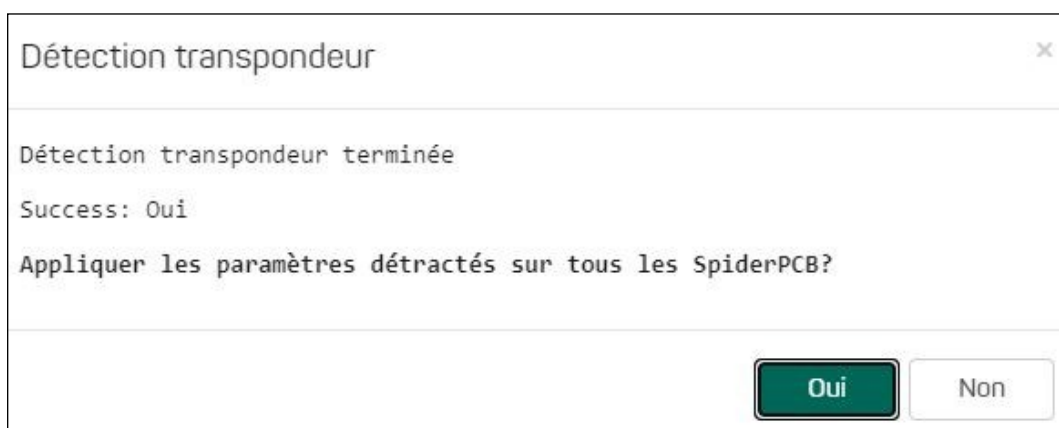 Détection transpondeur
×
Détection transpondeur terminée
Success: Oui
Appliquer les paramètres détractés sur tous les SpiderPCB?
Oui
Non